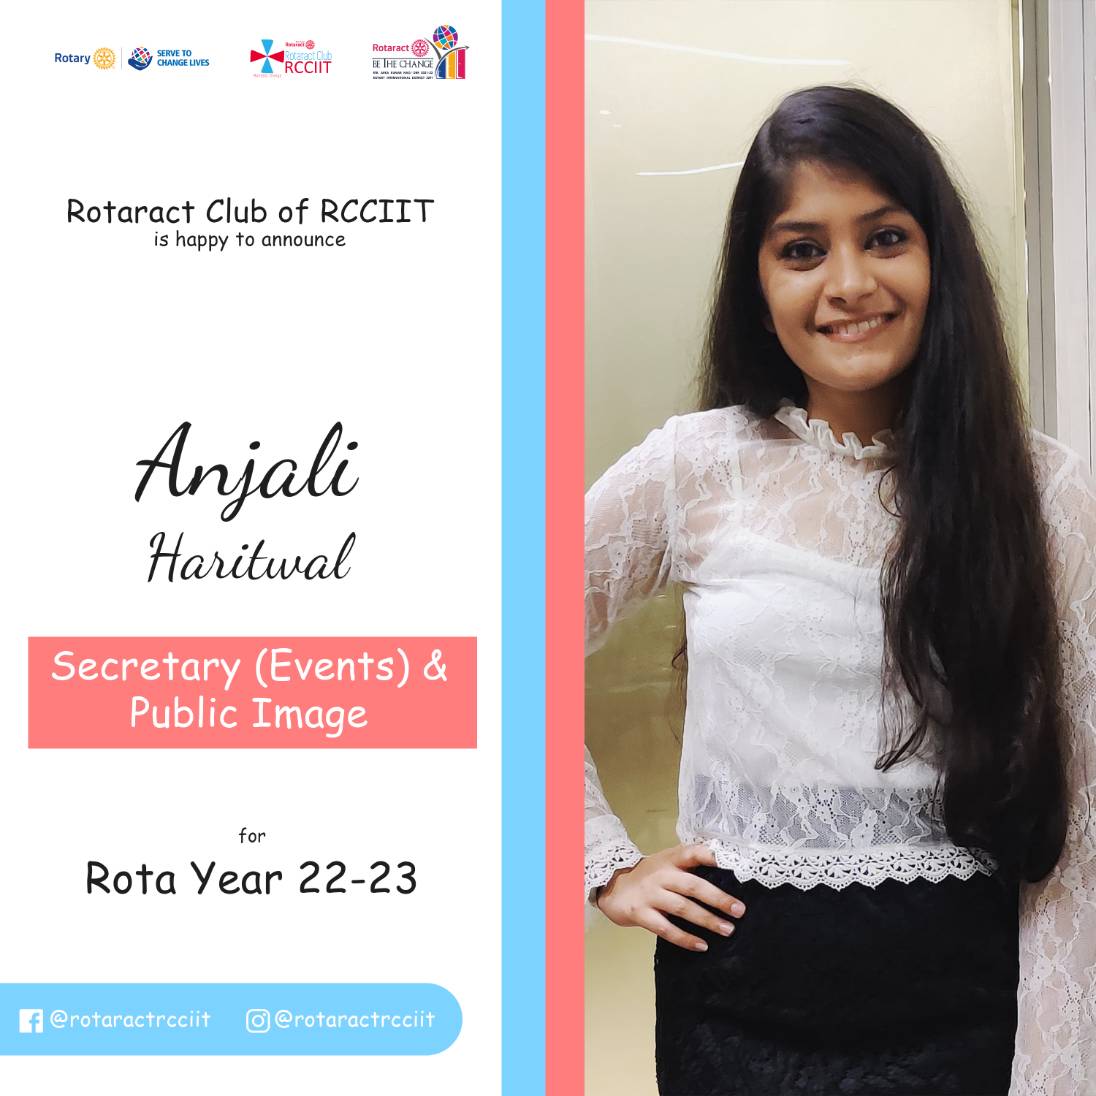 Rotary
SERVE TO
CHANGE LIVES
Rotaract
Rotaract Club
RCCIIT
Rotaract
BE THE CHANGE
Rotaract Club of RCCIIT
is happy to announce
Anjali
Haritwal
Secretary (Events) &
Public Image
for
Rota Year 22-23
@rotaractrcciit
@rotaractrcciit